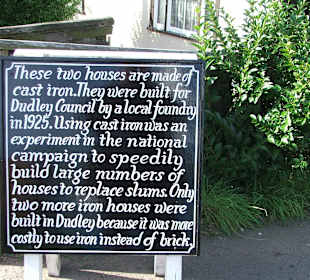 These two houses are made of
cast iron. They were built for
Dudley Council by a local foundry
in 1925. Using cast iron was an
experiment in the national
campaign to speedily
build large numbers of
houses to replace slums. Only
two more iron houses were
built in Dudley because it was more
costly to use iron instead of brick.